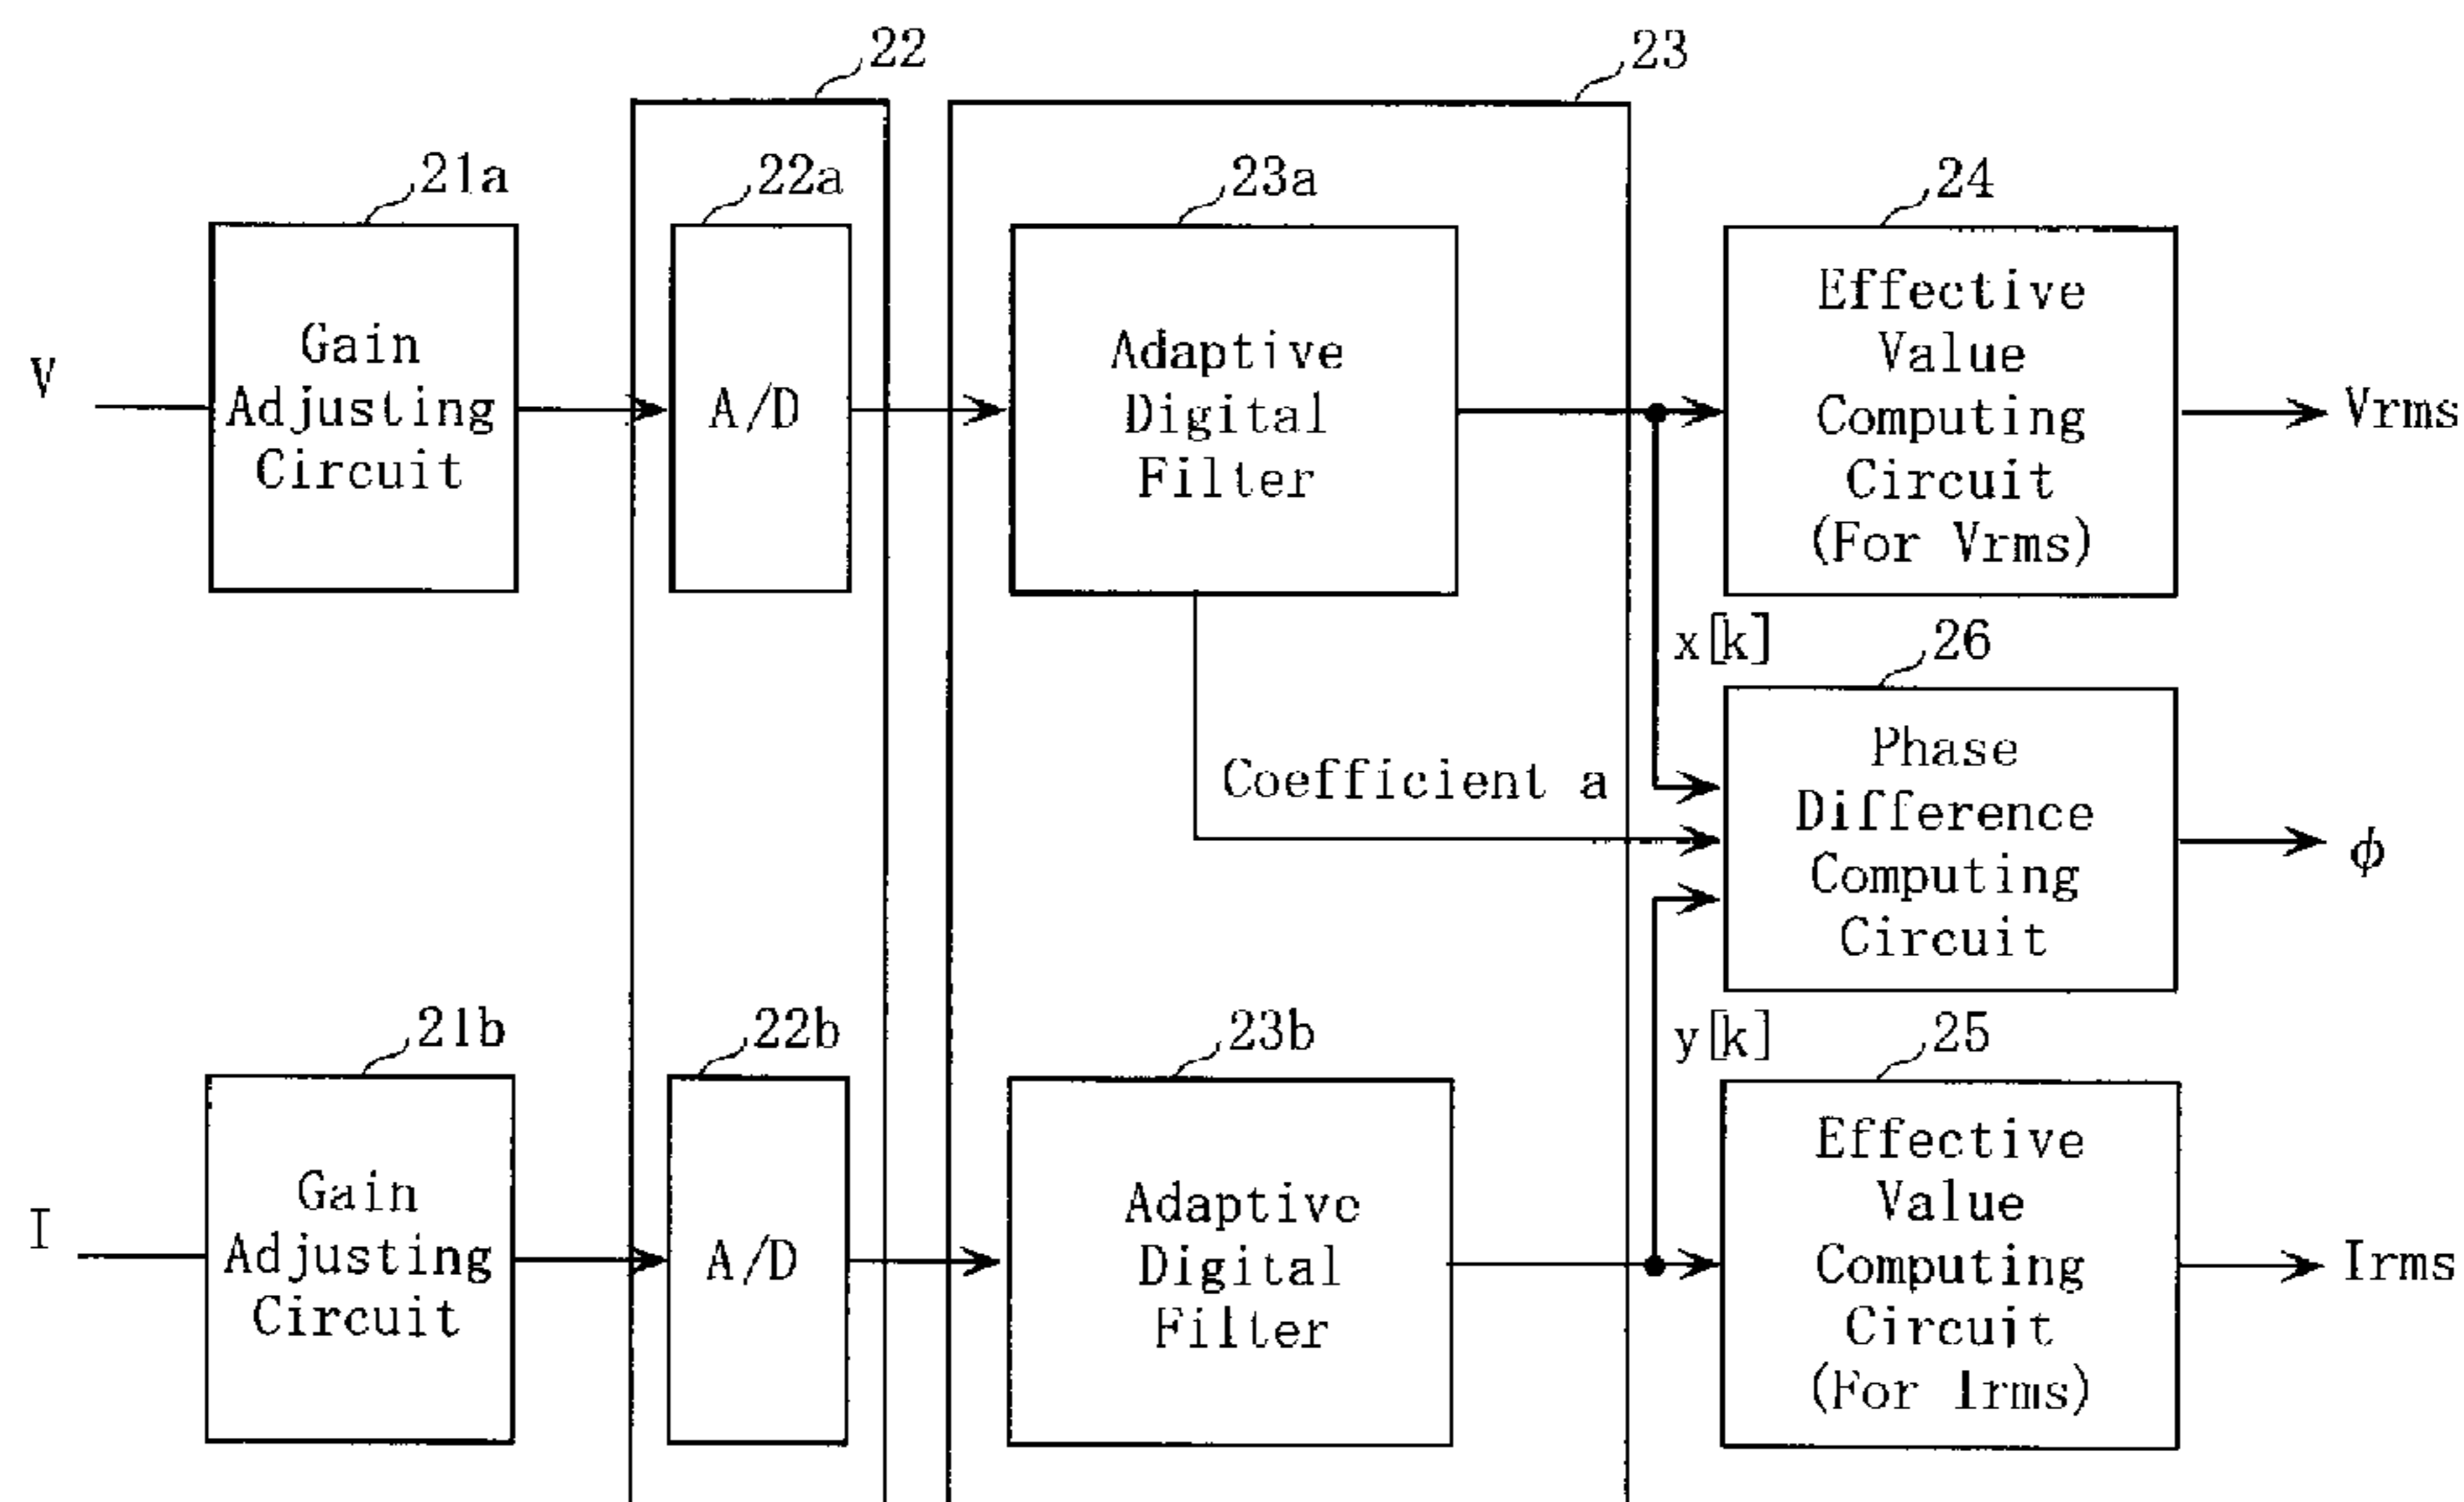 22
23
21a
22a
23a
24
V
Gain
Adjusting
Circuit
A/D
Adaptive
Digital
Filter
Effective
Value
Computing
Circuit
(For Vrms)
Vrms
x[k]
26
Coefficient a
Phase
Difference
Computing
Circuit
ϕ
21b
22b
23b
y[k]
25
I
Gain
Adjusting
Circuit
A/D
Adaptive
Digital
Filter
Effective
Value
Computing
Circuit
(For Irms)
Irms